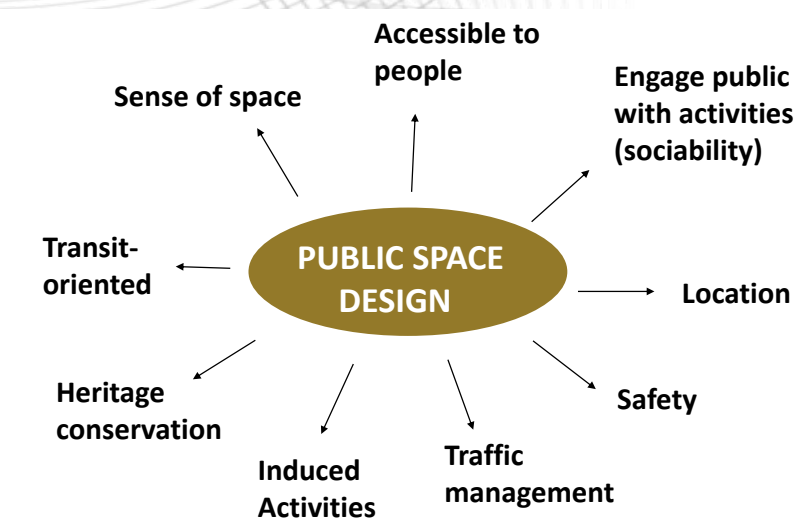 Accessible to
people
Engage public
with activities
(sociability)
Sense of space
Transit-
oriented
PUBLIC SPACE
DESIGN
Location
Heritage
conservation
Safety
Induced
Activities
Traffic
management